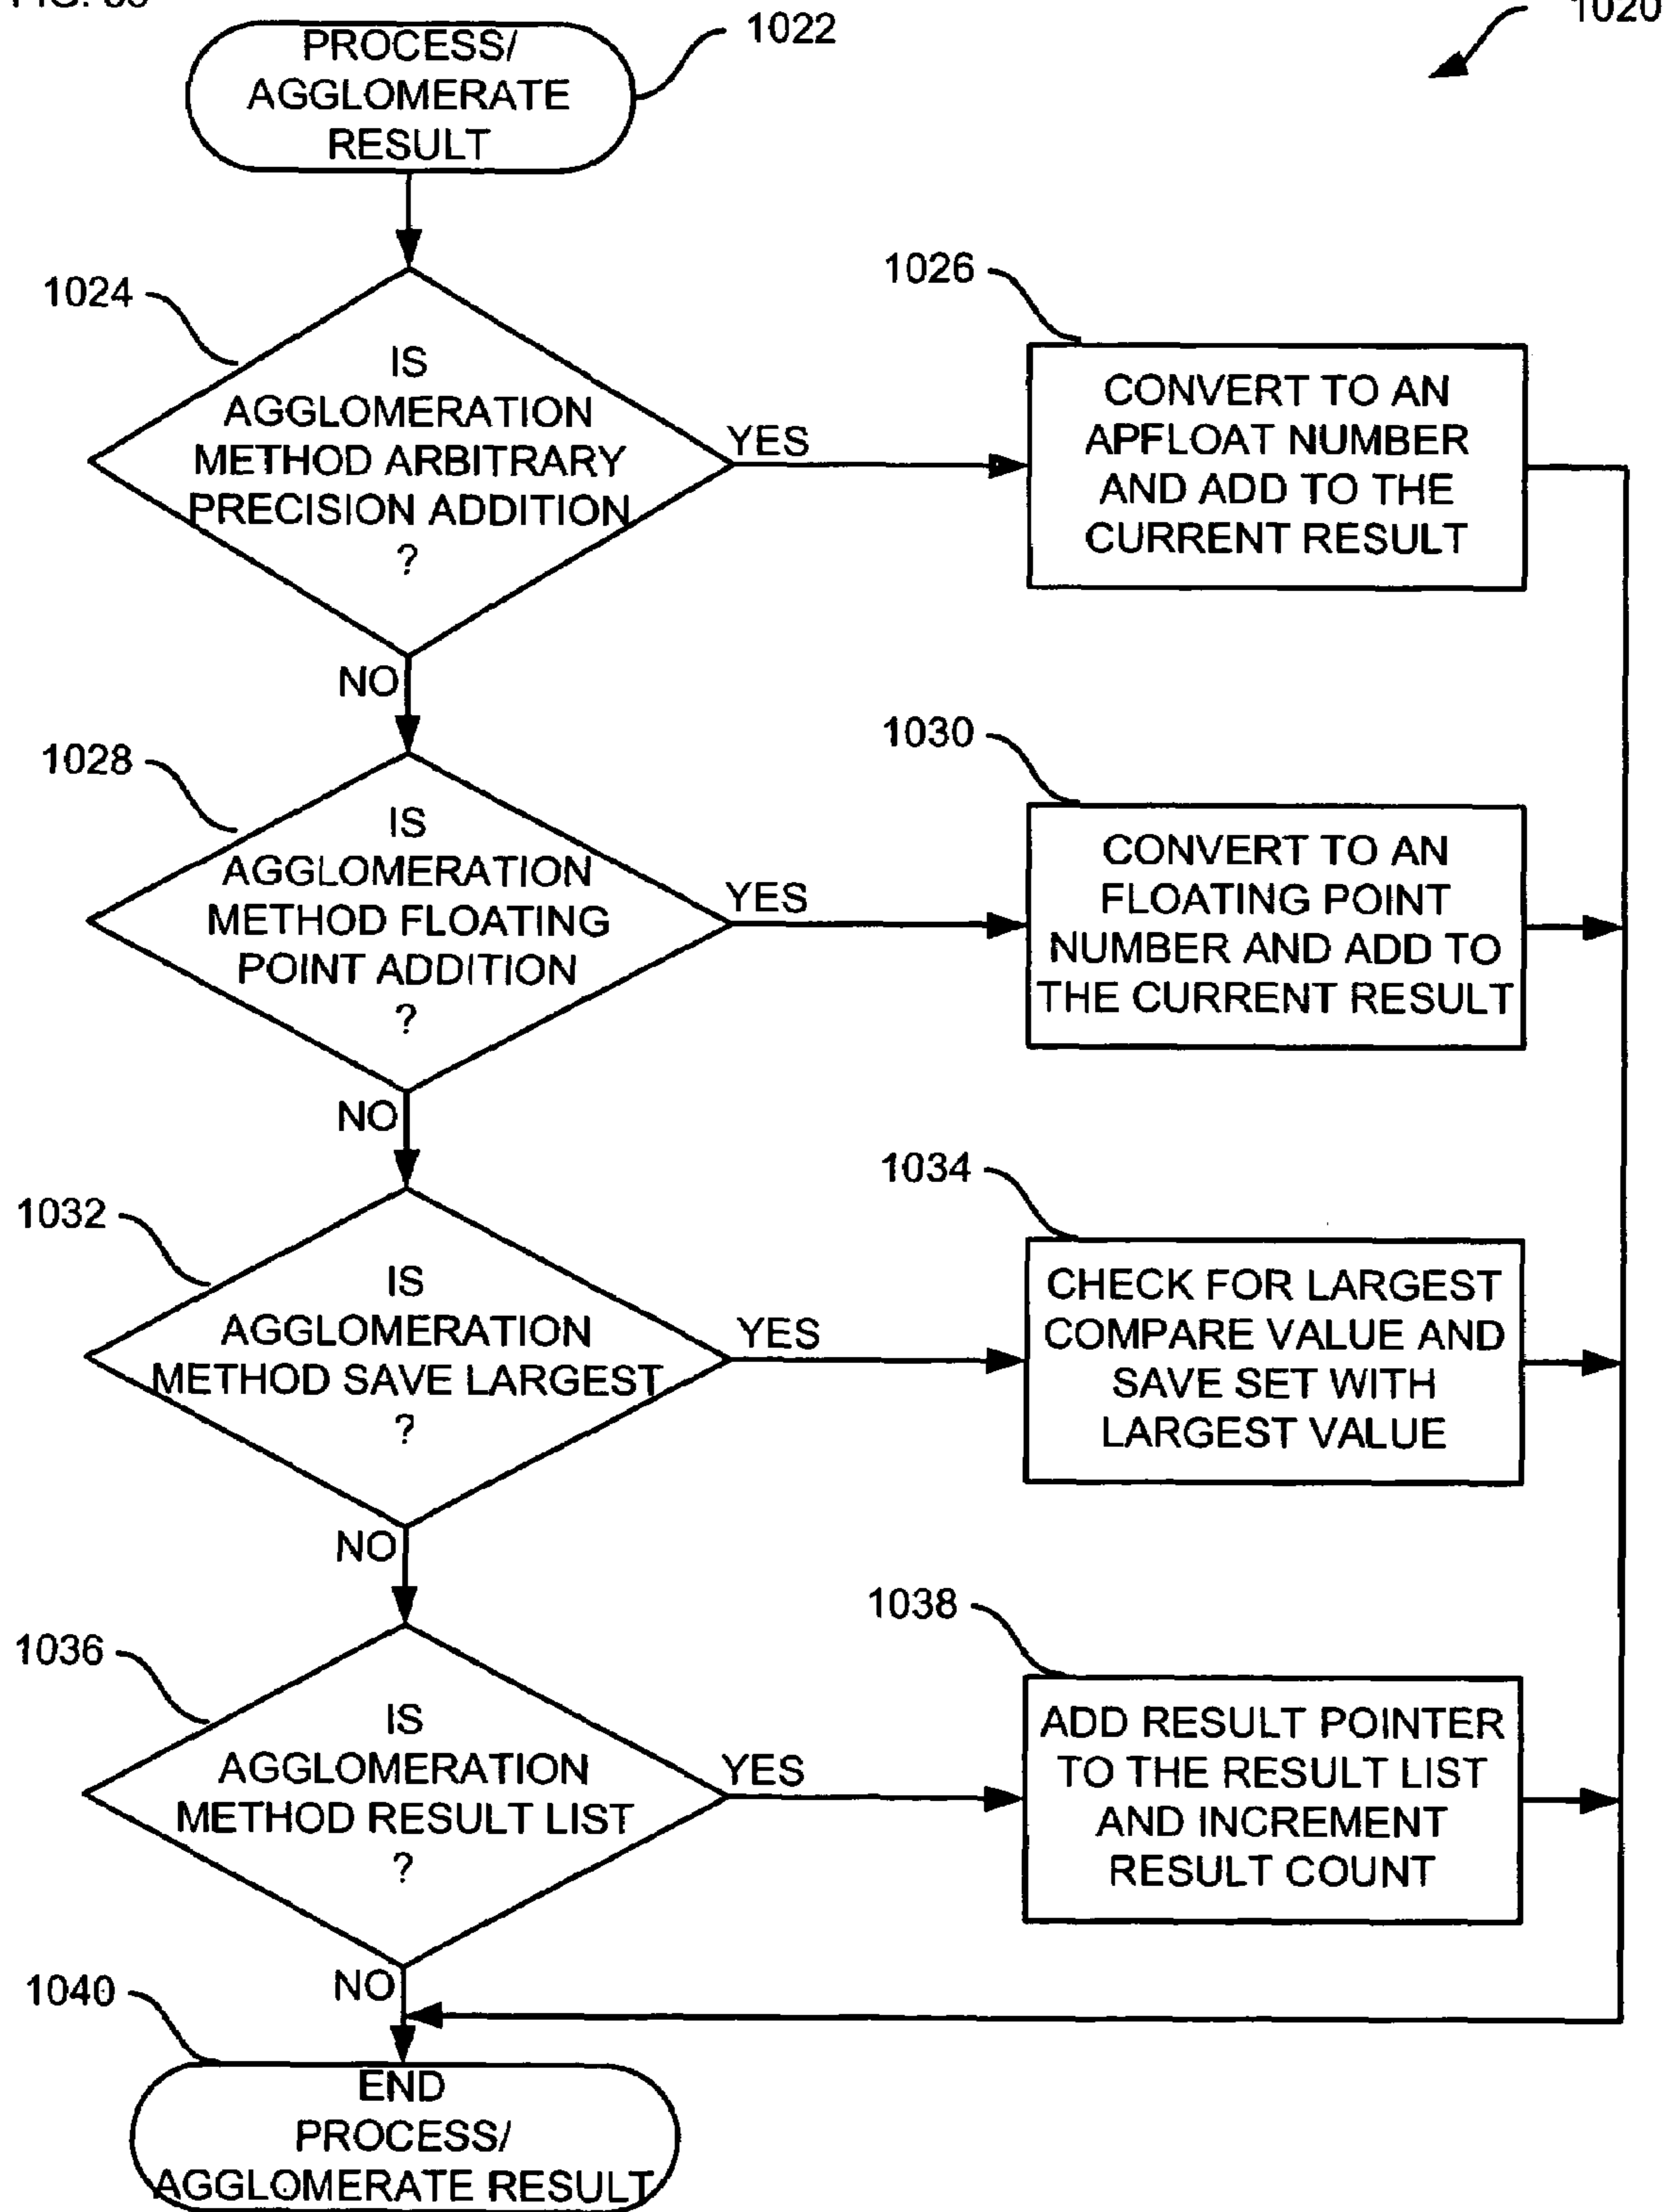 1020
PROCESS/
AGGLOMERATE
RESULT
1022
1024
IS
AGGLOMERATION
METHOD ARBITRARY
PRECISION ADDITION
?
YES
NO
1026
CONVERT TO AN
APFLOAT NUMBER
AND ADD TO THE
CURRENT RESULT
1028
IS
AGGLOMERATION
METHOD FLOATING
POINT ADDITION
?
YES
NO
1030
CONVERT TO AN
FLOATING POINT
NUMBER AND ADD TO
THE CURRENT RESULT
1032
IS
AGGLOMERATION
METHOD SAVE LARGEST
?
YES
NO
1034
CHECK FOR LARGEST
COMPARE VALUE AND
SAVE SET WITH
LARGEST VALUE
1036
IS
AGGLOMERATION
METHOD RESULT LIST
?
YES
NO
1038
ADD RESULT POINTER
TO THE RESULT LIST
AND INCREMENT
RESULT COUNT
1040
END
PROCESS/
AGGLOMERATE RESULT